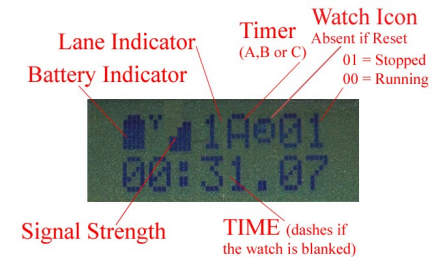 Watch Icon
Timer
Absent if Reset
Lane Indicator
(A,B or C)
01 = Stopped
Battery Indicator
00 = Running
1A 01
00:31.07
Signal Strength
TIME (dashes if
the watch is blanked)